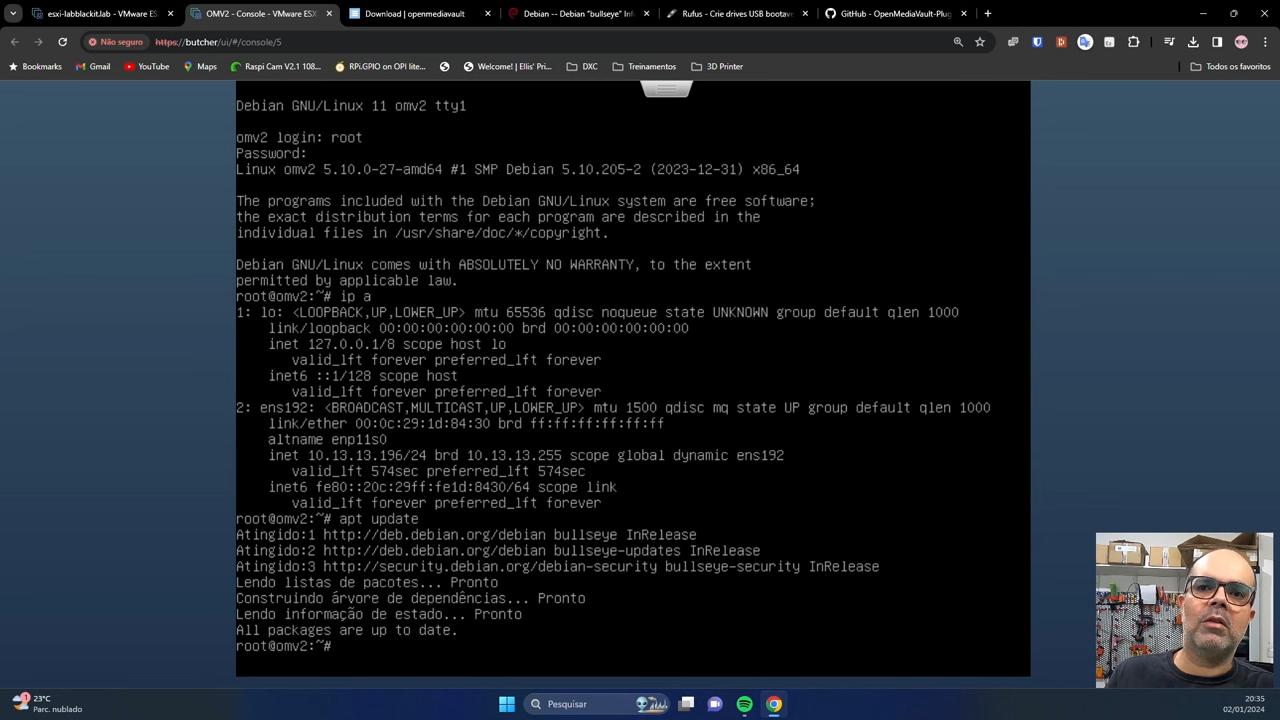 esxi-labblackit.lab - VMware ESX
OMV2 - Console - VMware ESX
Download | openmediavault
Debian -- Debian "bullseye" Inf
Rufus - Crie drives USB bootáve
GitHub - OpenMediaVault-Plug
Não seguro
https://butcher/ui/#/console/5
Bookmarks
Gmail
YouTube
Maps
Raspi Cam V2.1 108...
RPi.GPIO on OPI lite...
Welcome! | Ellis' Pri...
DXC
Treinamentos
3D Printer
Todos os favoritos
Debian GNU/Linux 11 omv2 tty1
omv2 login: root
Password:
Linux omv2 5.10.0-27-amd64 #1 SMP Debian 5.10.205-2 (2023-12-31) x86_64
The programs included with the Debian GNU/Linux system are free software;
the exact distribution terms for each program are described in the
individual files in /usr/share/doc/*/copyright.
Debian GNU/Linux comes with ABSOLUTELY NO WARRANTY, to the extent
permitted by applicable law.
root@omv2:~# ip a
1: lo: <LOOPBACK,UP,LOWER_UP> mtu 65536 qdisc noqueue state UNKNOWN group default qlen 1000
link/loopback 00:00:00:00:00:00 brd 00:00:00:00:00:00
inet 127.0.0.1/8 scope host lo
valid_lft forever preferred_lft forever
inet6 ::1/128 scope host
valid_lft forever preferred_lft forever
2: ens192: <BROADCAST,MULTICAST,UP,LOWER_UP> mtu 1500 qdisc mq state UP group default qlen 1000
link/ether 00:0c:29:1d:84:30 brd ff:ff:ff:ff:ff:ff
altname enp11s0
inet 10.13.13.196/24 brd 10.13.13.255 scope global dynamic ens192
valid_lft 574sec preferred_lft 574sec
inet6 fe80::20c:29ff:fe1d:8430/64 scope link
valid_lft forever preferred_lft forever
root@omv2:~# apt update
Atingido:1 http://deb.debian.org/debian bullseye InRelease
Atingido:2 http://deb.debian.org/debian bullseye-updates InRelease
Atingido:3 http://security.debian.org/debian-security bullseye-security InRelease
Lendo listas de pacotes... Pronto
Construindo árvore de dependências... Pronto
Lendo informação de estado... Pronto
All packages are up to date.
root@omv2:~#
1
23°C
Parc. nublado
Pesquisar
20:35
02/01/2024